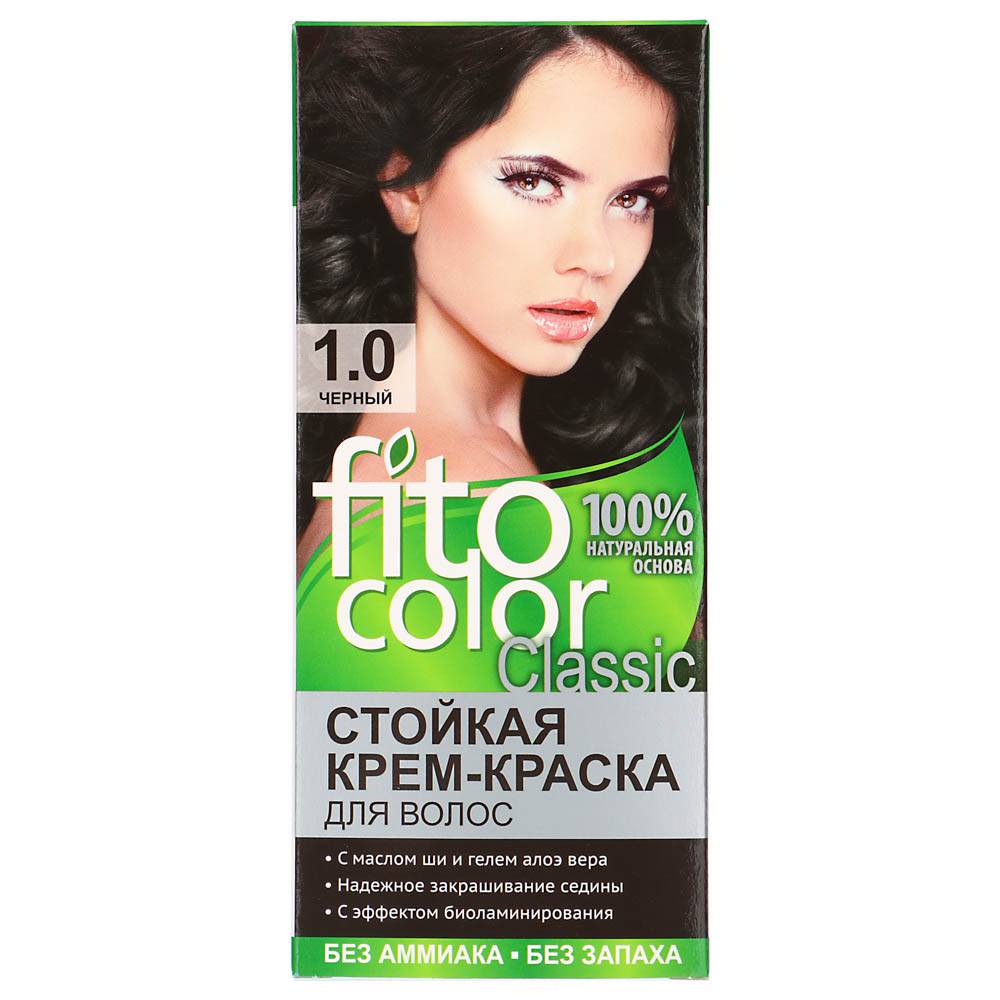 1.0
ЧЕРНЫЙ
fito
color
Classic
100%
НАТУРАЛЬНАЯ
ОСНОВА
СТОЙКАЯ
КРЕМ-КРАСКА
ДЛЯ ВОЛОС
• С маслом ши и гелем алоэ вера
• Надежное закрашивание седины
• С эффектом биоламинирования
БЕЗ АММИАКА ▪ БЕЗ ЗАПАХА